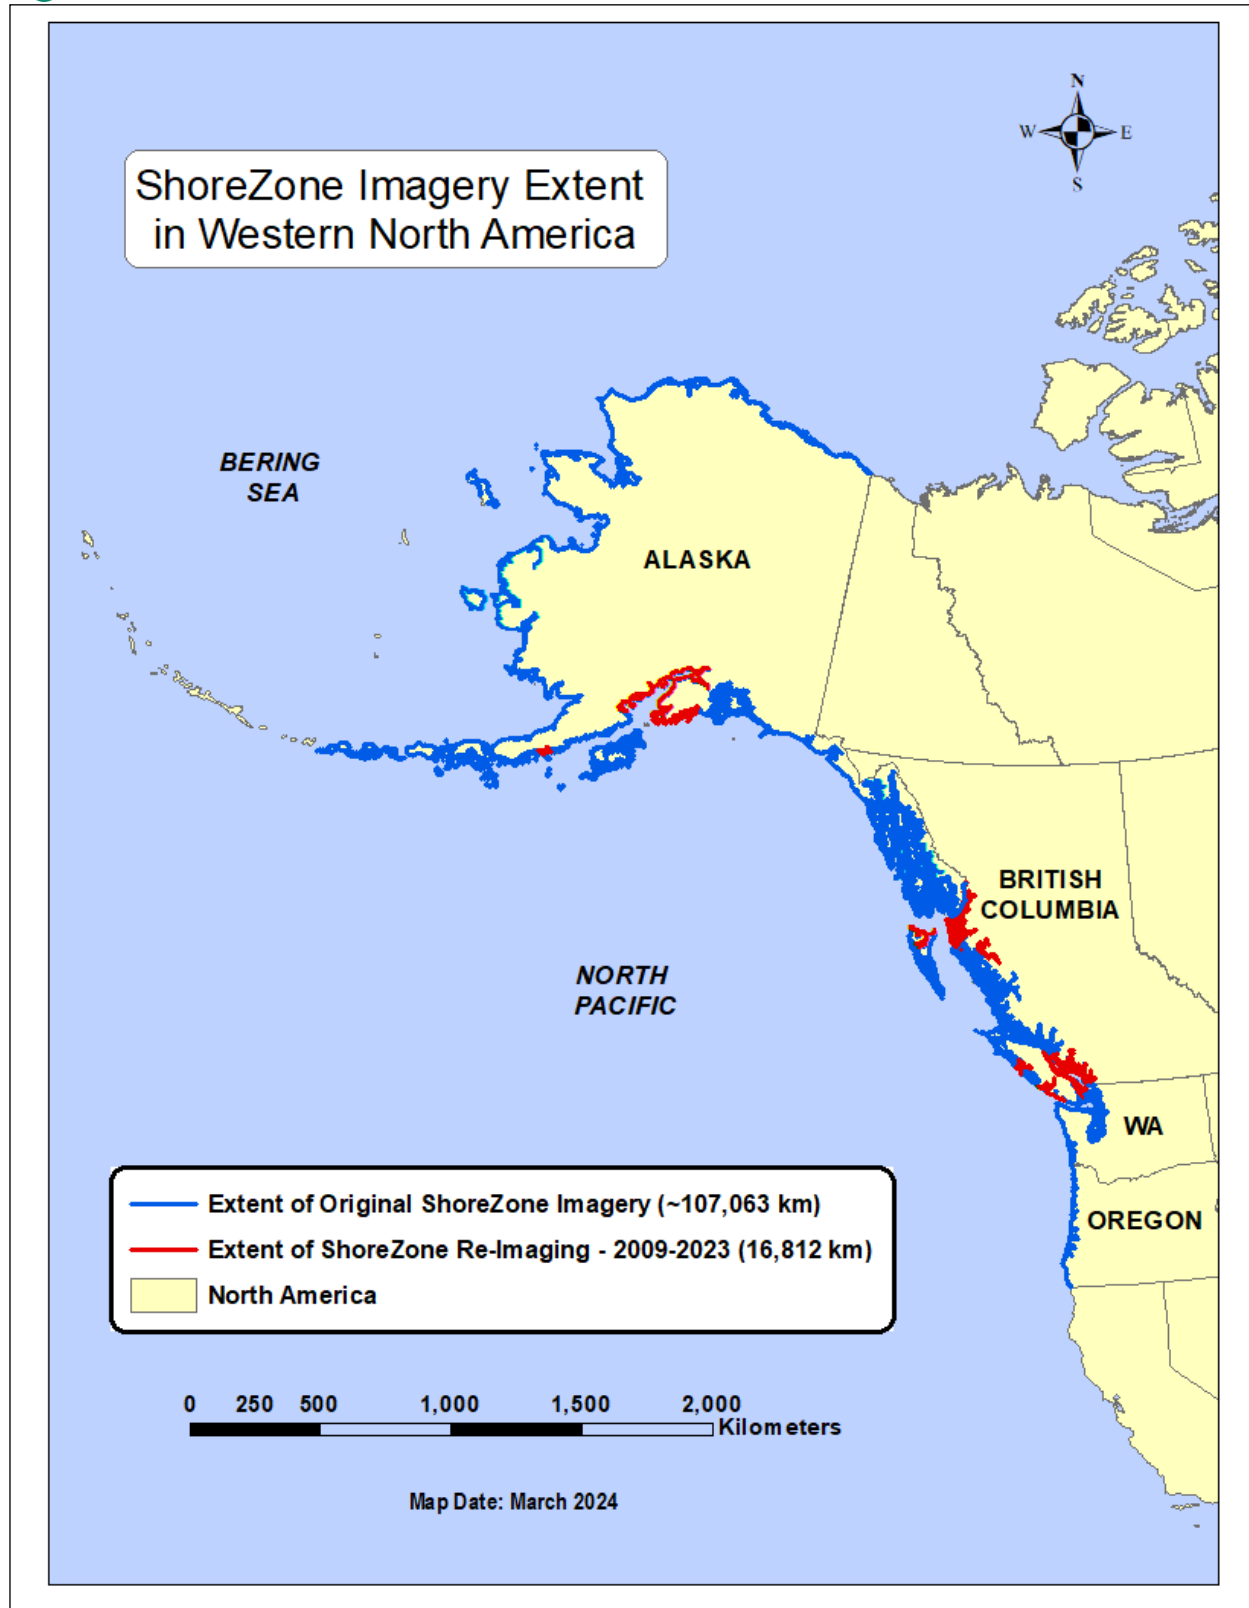 N
W
E
S
ShoreZone Imagery Extent
in Western North America
BERING
SEA
ALASKA
BRITISH
COLUMBIA
NORTH
PACIFIC
WA
OREGON
Extent of Original ShoreZone Imagery (~107,063 km)
Extent of ShoreZone Re-Imaging - 2009-2023 (16,812 km)
North America
0 250 500 1,000 1,500 2,000
Kilometers
Map Date: March 2024